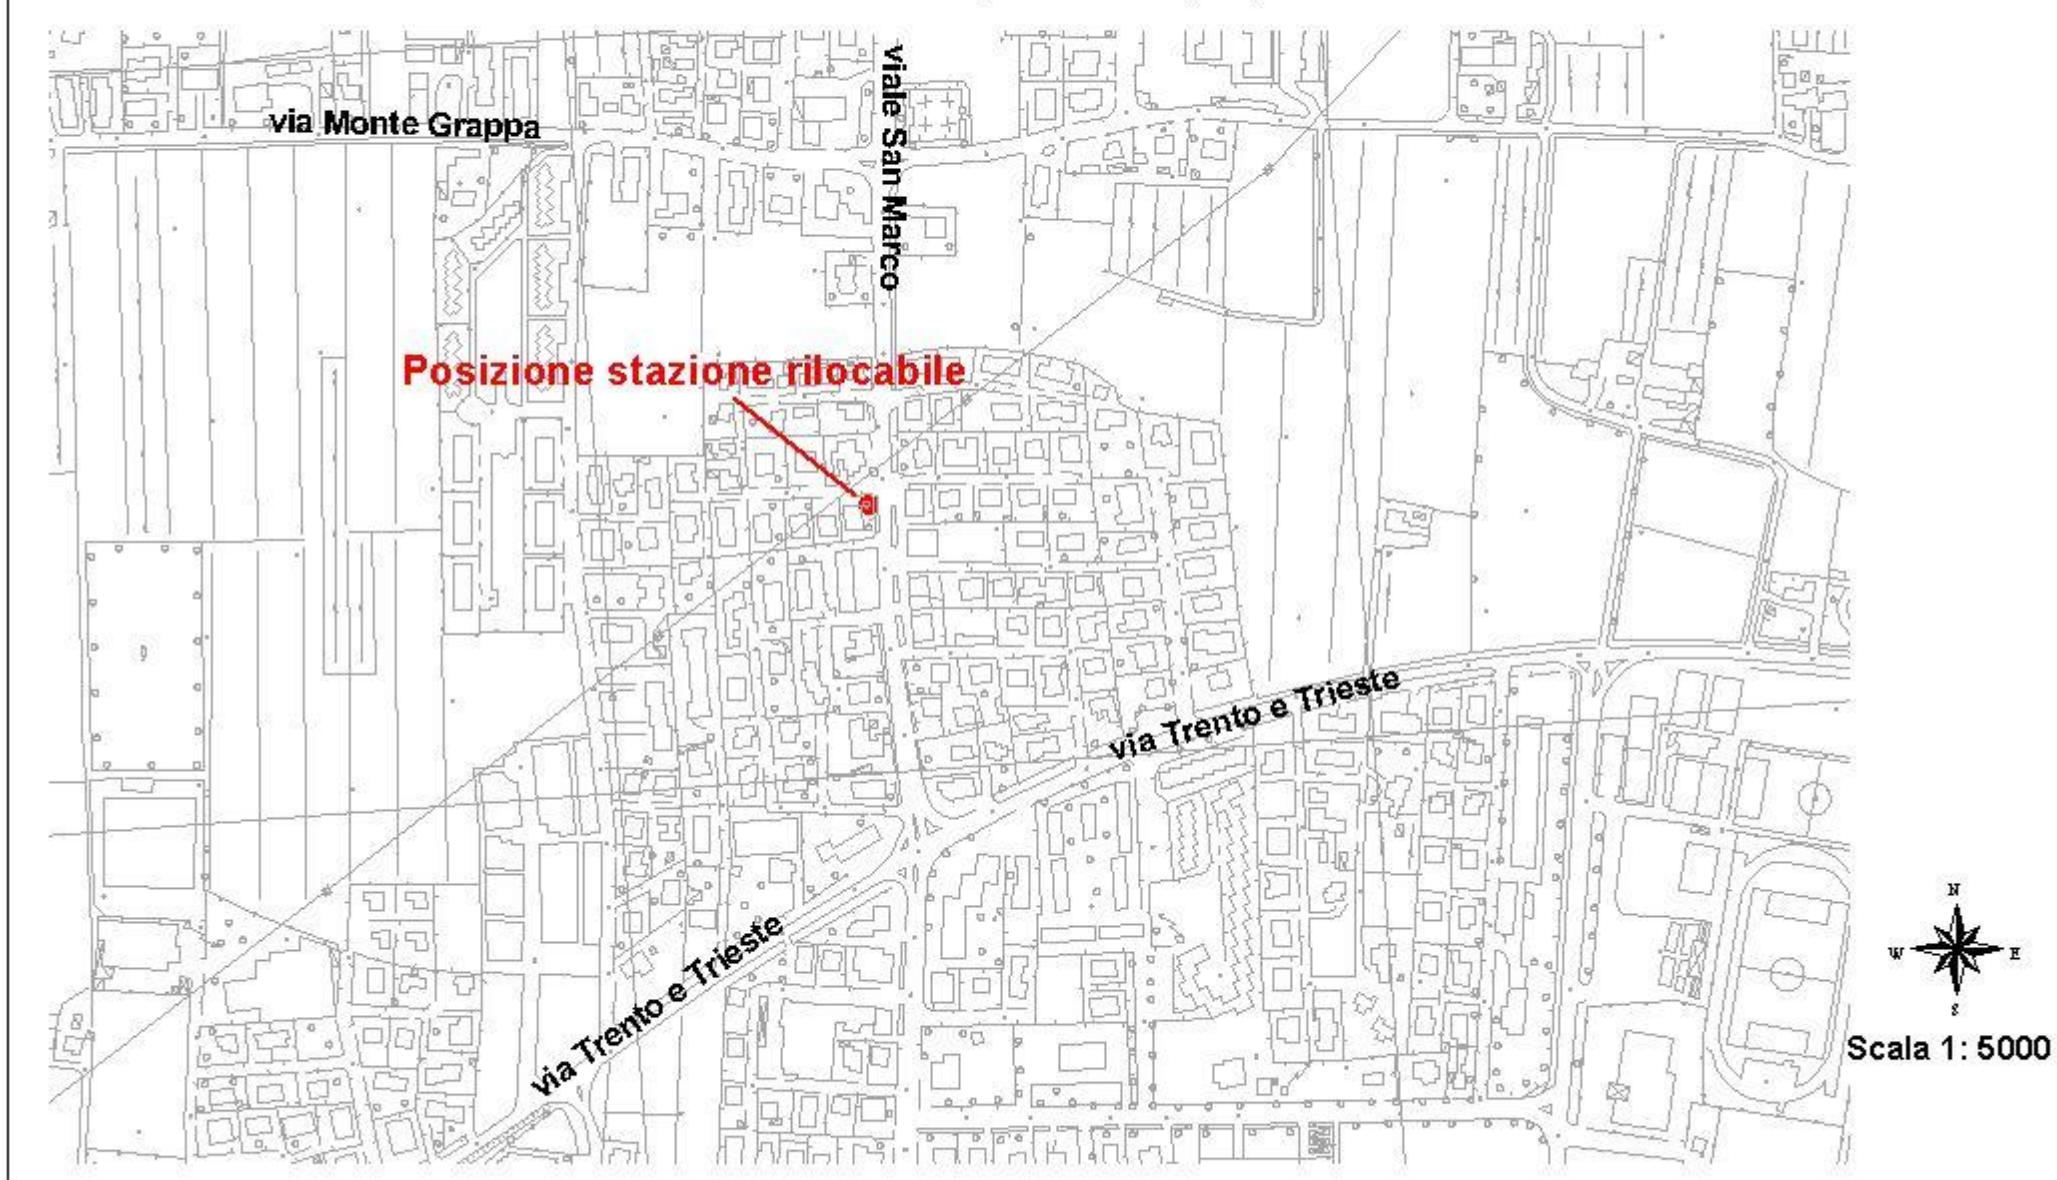 via Monte Grappa
viale San Marco
Posizione stazione rilocabile
via Trento e Trieste
via Trento e Trieste
N
W
E
S
Scala 1: 5000